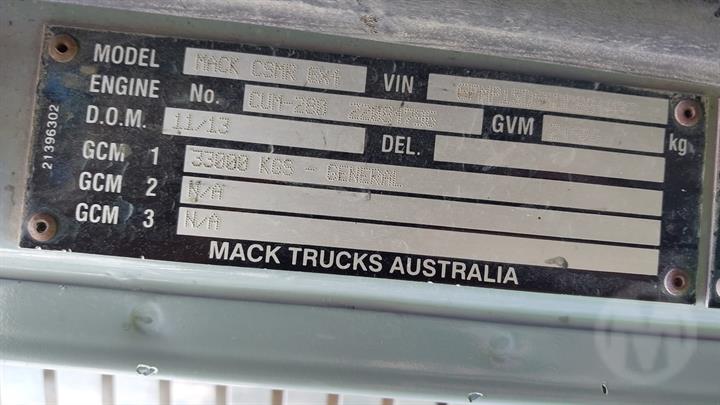 MODEL MACK CSMR 6X4 VIN
ENGINE No. CUM-280 GVM kg
D.O.M. 11/13 DEL.
GCM 1 33000 KGS - GENERAL
GCM 2 N/A
GCM 3 N/A
MACK TRUCKS AUSTRALIA
21396302